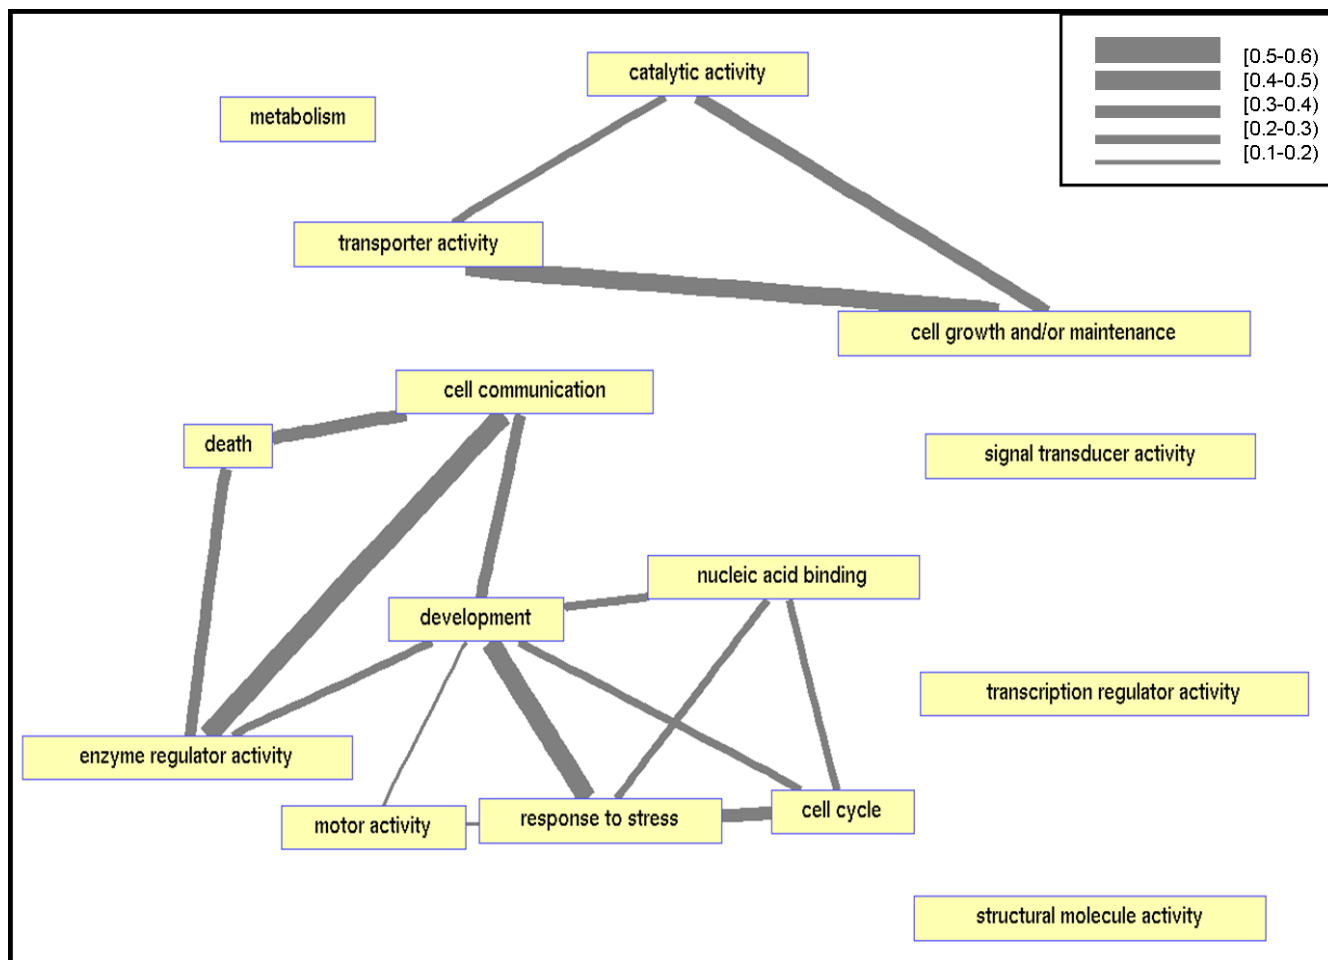 catalytic activity
metabolism
transporter activity
cell growth and/or maintenance
cell communication
death
signal transducer activity
nucleic acid binding
development
transcription regulator activity
enzyme regulator activity
motor activity
response to stress
cell cycle
structural molecule activity
[0.5-0.6)
[0.4-0.5)
[0.3-0.4)
[0.2-0.3)
[0.1-0.2)